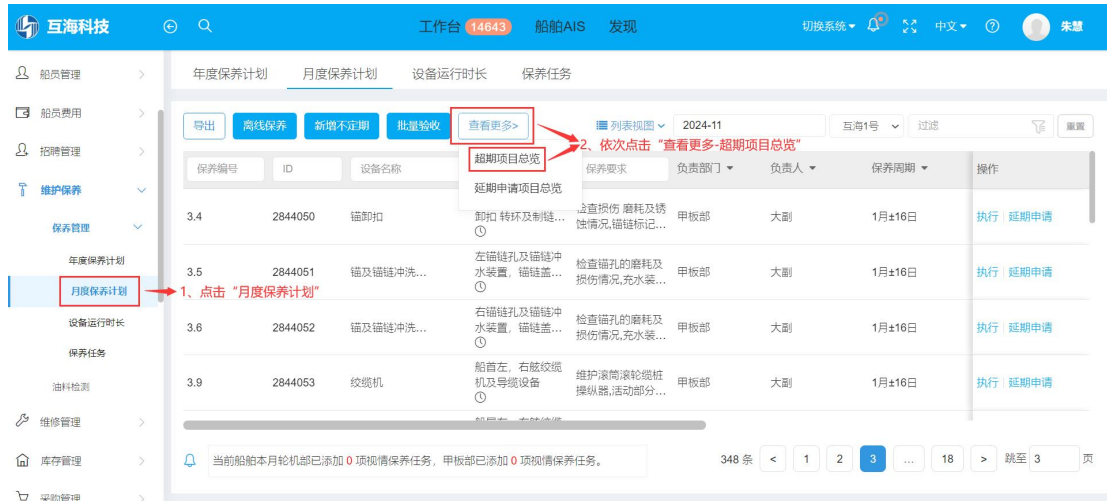 互海科技
工作台 14643 船舶AIS 发现
切换系统 中文 朱慧
船员管理
船员费用
招聘管理
维护保养
保养管理
年度保养计划
月度保养计划
设备运行时长
保养任务
油料检测
维修管理
库存管理
采购管理
年度保养计划 月度保养计划 设备运行时长 保养任务
导出 离线保养 新增不定期 批量验收 查看更多> 列表视图 2024-11 互海1号 过滤 重置
超期项目总览
延期申请项目总览
1、点击“月度保养计划”
2、依次点击“查看更多-超期项目总览”
保养编号 ID 设备名称 保养要求 负责部门 负责人 保养周期 操作
3.4 2844050 锚卸扣 卸扣 转环及制链... 检查损伤 磨耗及锈蚀情况,锚链标记... 甲板部 大副 1月±16日 执行 延期申请
3.5 2844051 锚及锚链冲洗... 左锚链孔及锚链冲水装置，锚链盖... 检查锚孔的磨耗及损伤情况,充水装... 甲板部 大副 1月±16日 执行 延期申请
3.6 2844052 锚及锚链冲洗... 右锚链孔及锚链冲水装置，锚链盖... 检查锚孔的磨耗及损伤情况,充水装... 甲板部 大副 1月±16日 执行 延期申请
3.9 2844053 绞缆机 船首左，右舷绞缆机及导缆设备 维护滚筒滚轮缆桩操纵器,活动部分... 甲板部 大副 1月±16日 执行 延期申请
当前船舶本月轮机部已添加 0 项视情保养任务，甲板部已添加 0 项视情保养任务。
348 条 < 1 2 3 ... 18 > 跳至 3 页